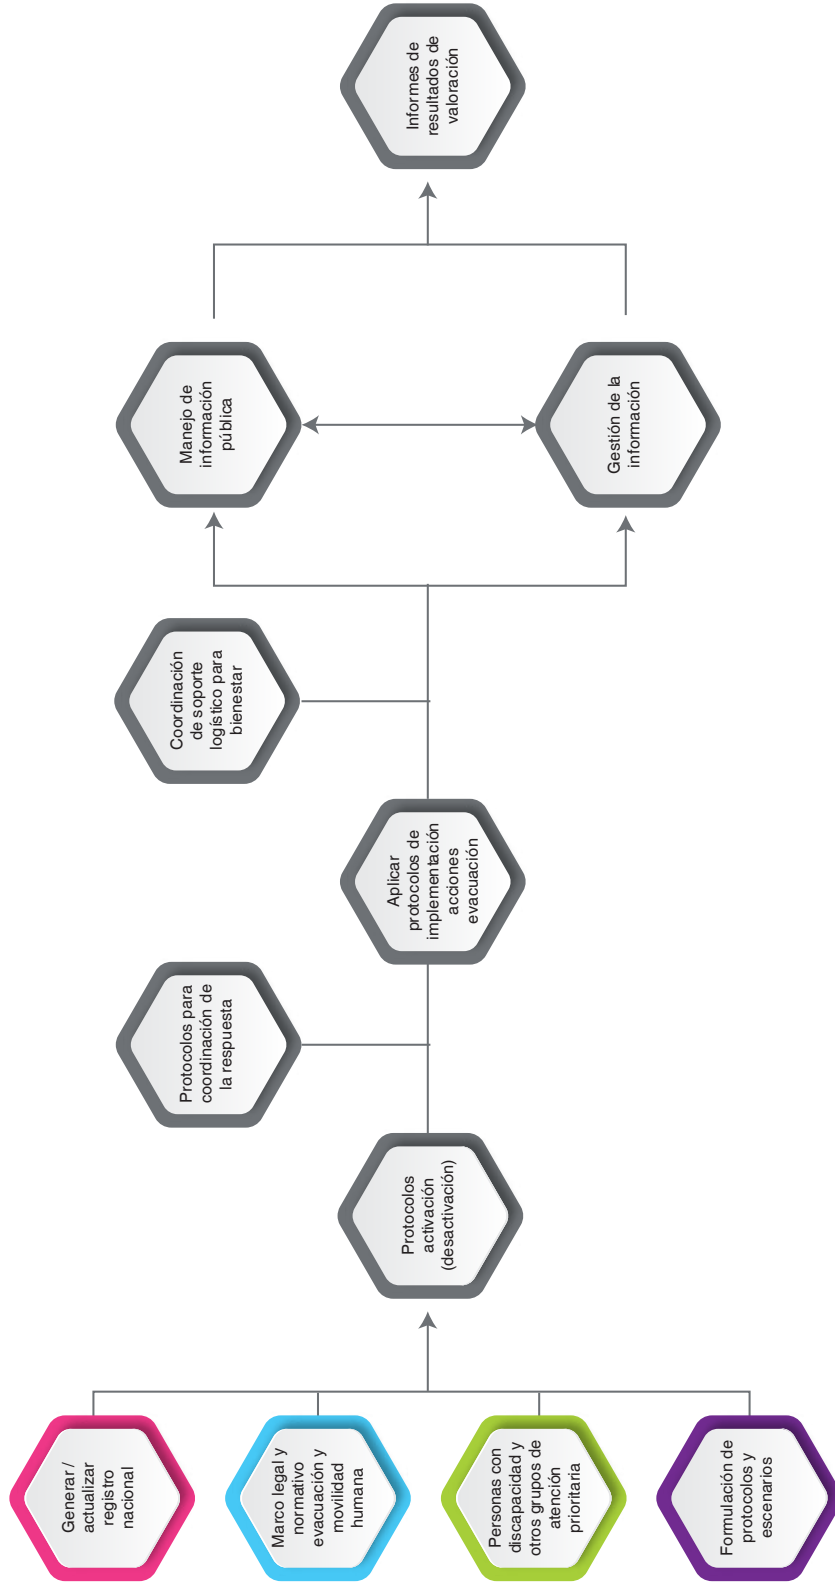 Generar /
actualizar
registro
nacional
Marco legal y
normativo
evacuación y
movilidad
humana
Personas con
discapacidad y
otros grupos de
atención
prioritaria
Formulación de
protocolos y
escenarios
Protocolos
activación
(desactivación)
Protocolos para
coordinación de
la respuesta
Aplicar
protocolos de
implementación
acciones
evacuación
Coordinación
de soporte
logístico para
bienestar
Manejo de
información
pública
Gestión de la
información
Informes de
resultados de
valoración